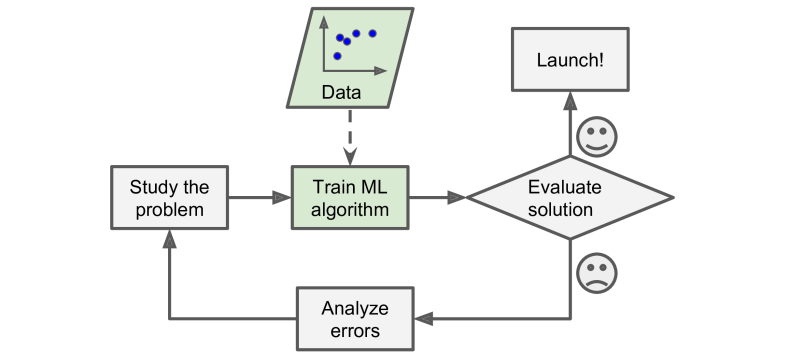 Data
Launch!
Study the
problem
Train ML
algorithm
Evaluate
solution
Analyze
errors